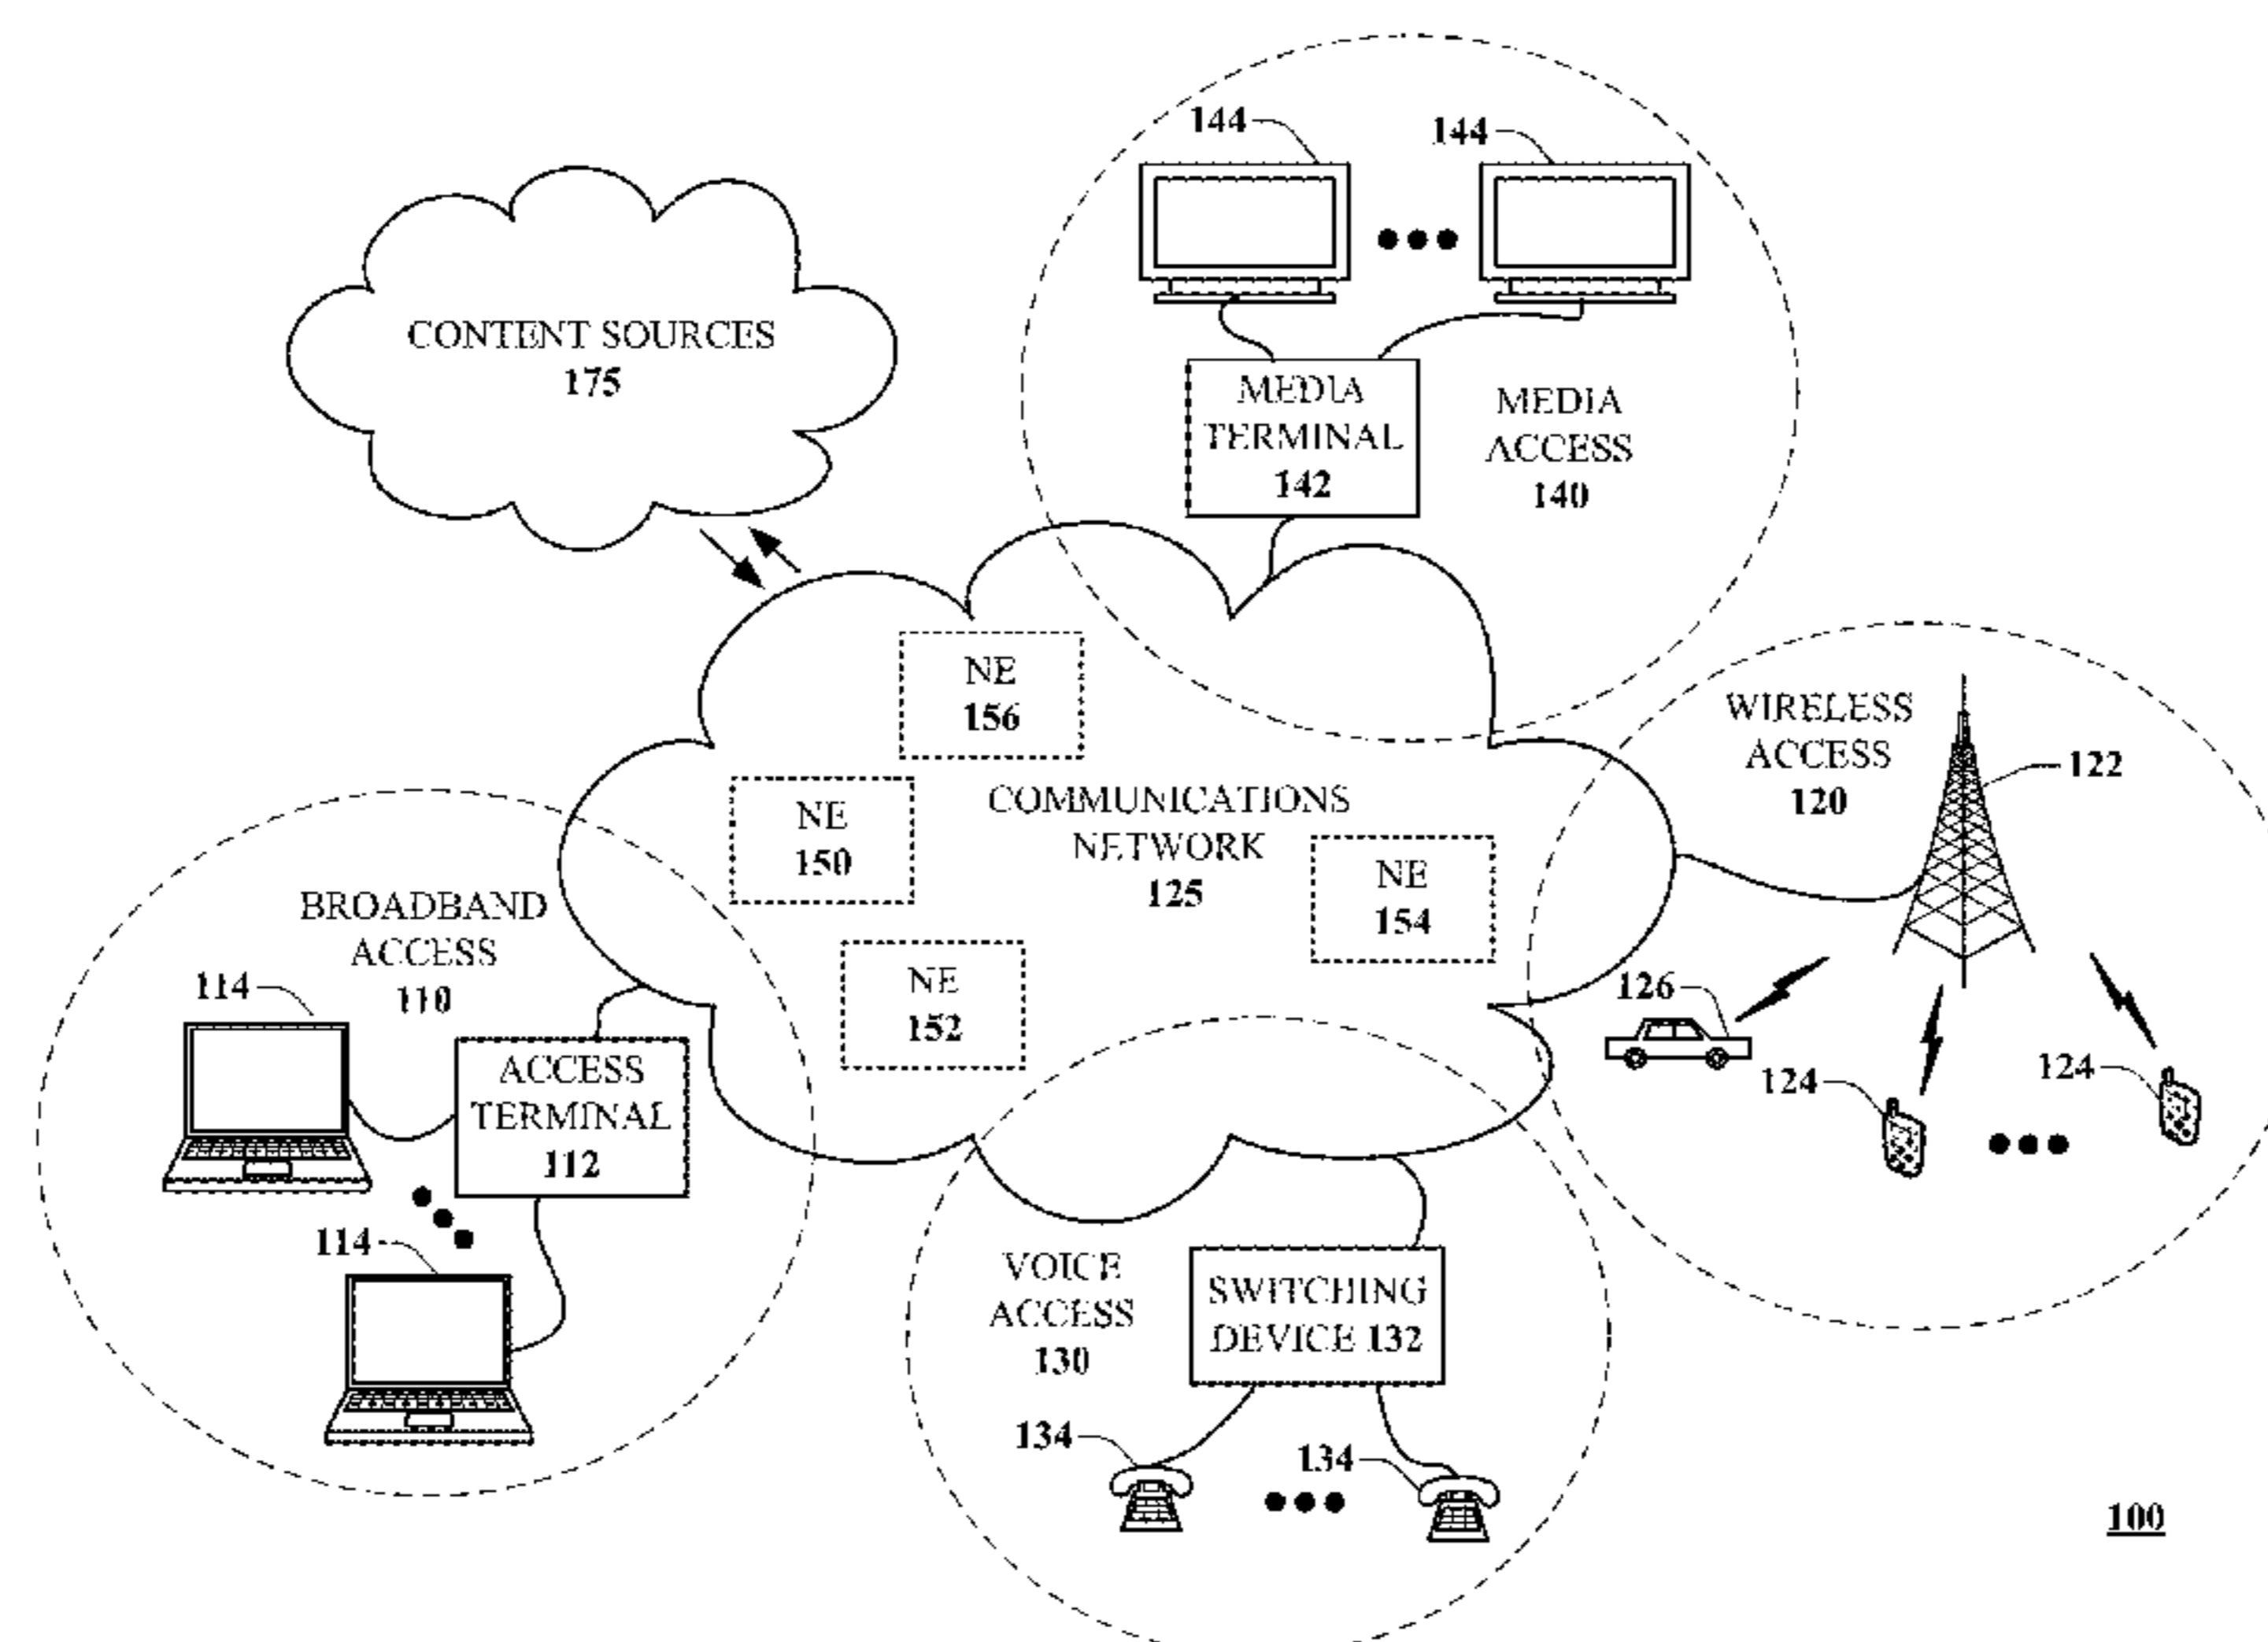 144
144
CONTENT SOURCES
175
MEDIA
TERMINAL
142
MEDIA
ACCESS
140
NE
156
WIRELESS
ACCESS
120
122
NE
150
COMMUNICATIONS
NETWORK
125
NE
154
BROADBAND
ACCESS
110
NE
152
114
126
ACCESS
TERMINAL
112
124
124
114
VOICE
ACCESS
130
SWITCHING
DEVICE 132
134
134
100